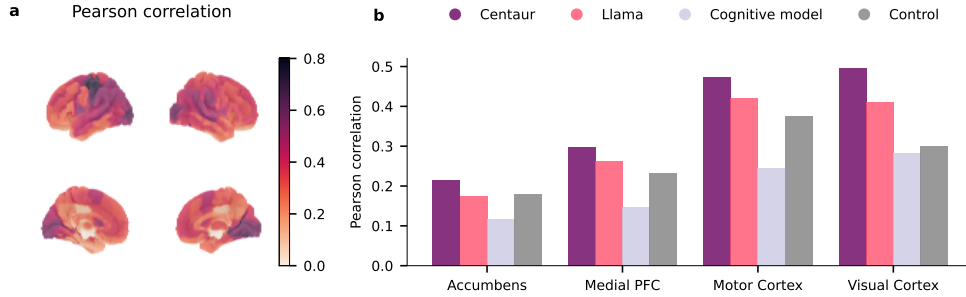 a
Pearson correlation
0.8
0.6
0.4
0.2
0.0
b
Centaur
Llama
Cognitive model
Control
Pearson correlation
0.5
0.4
0.3
0.2
0.1
0.0
Accumbens
Medial PFC
Motor Cortex
Visual Cortex